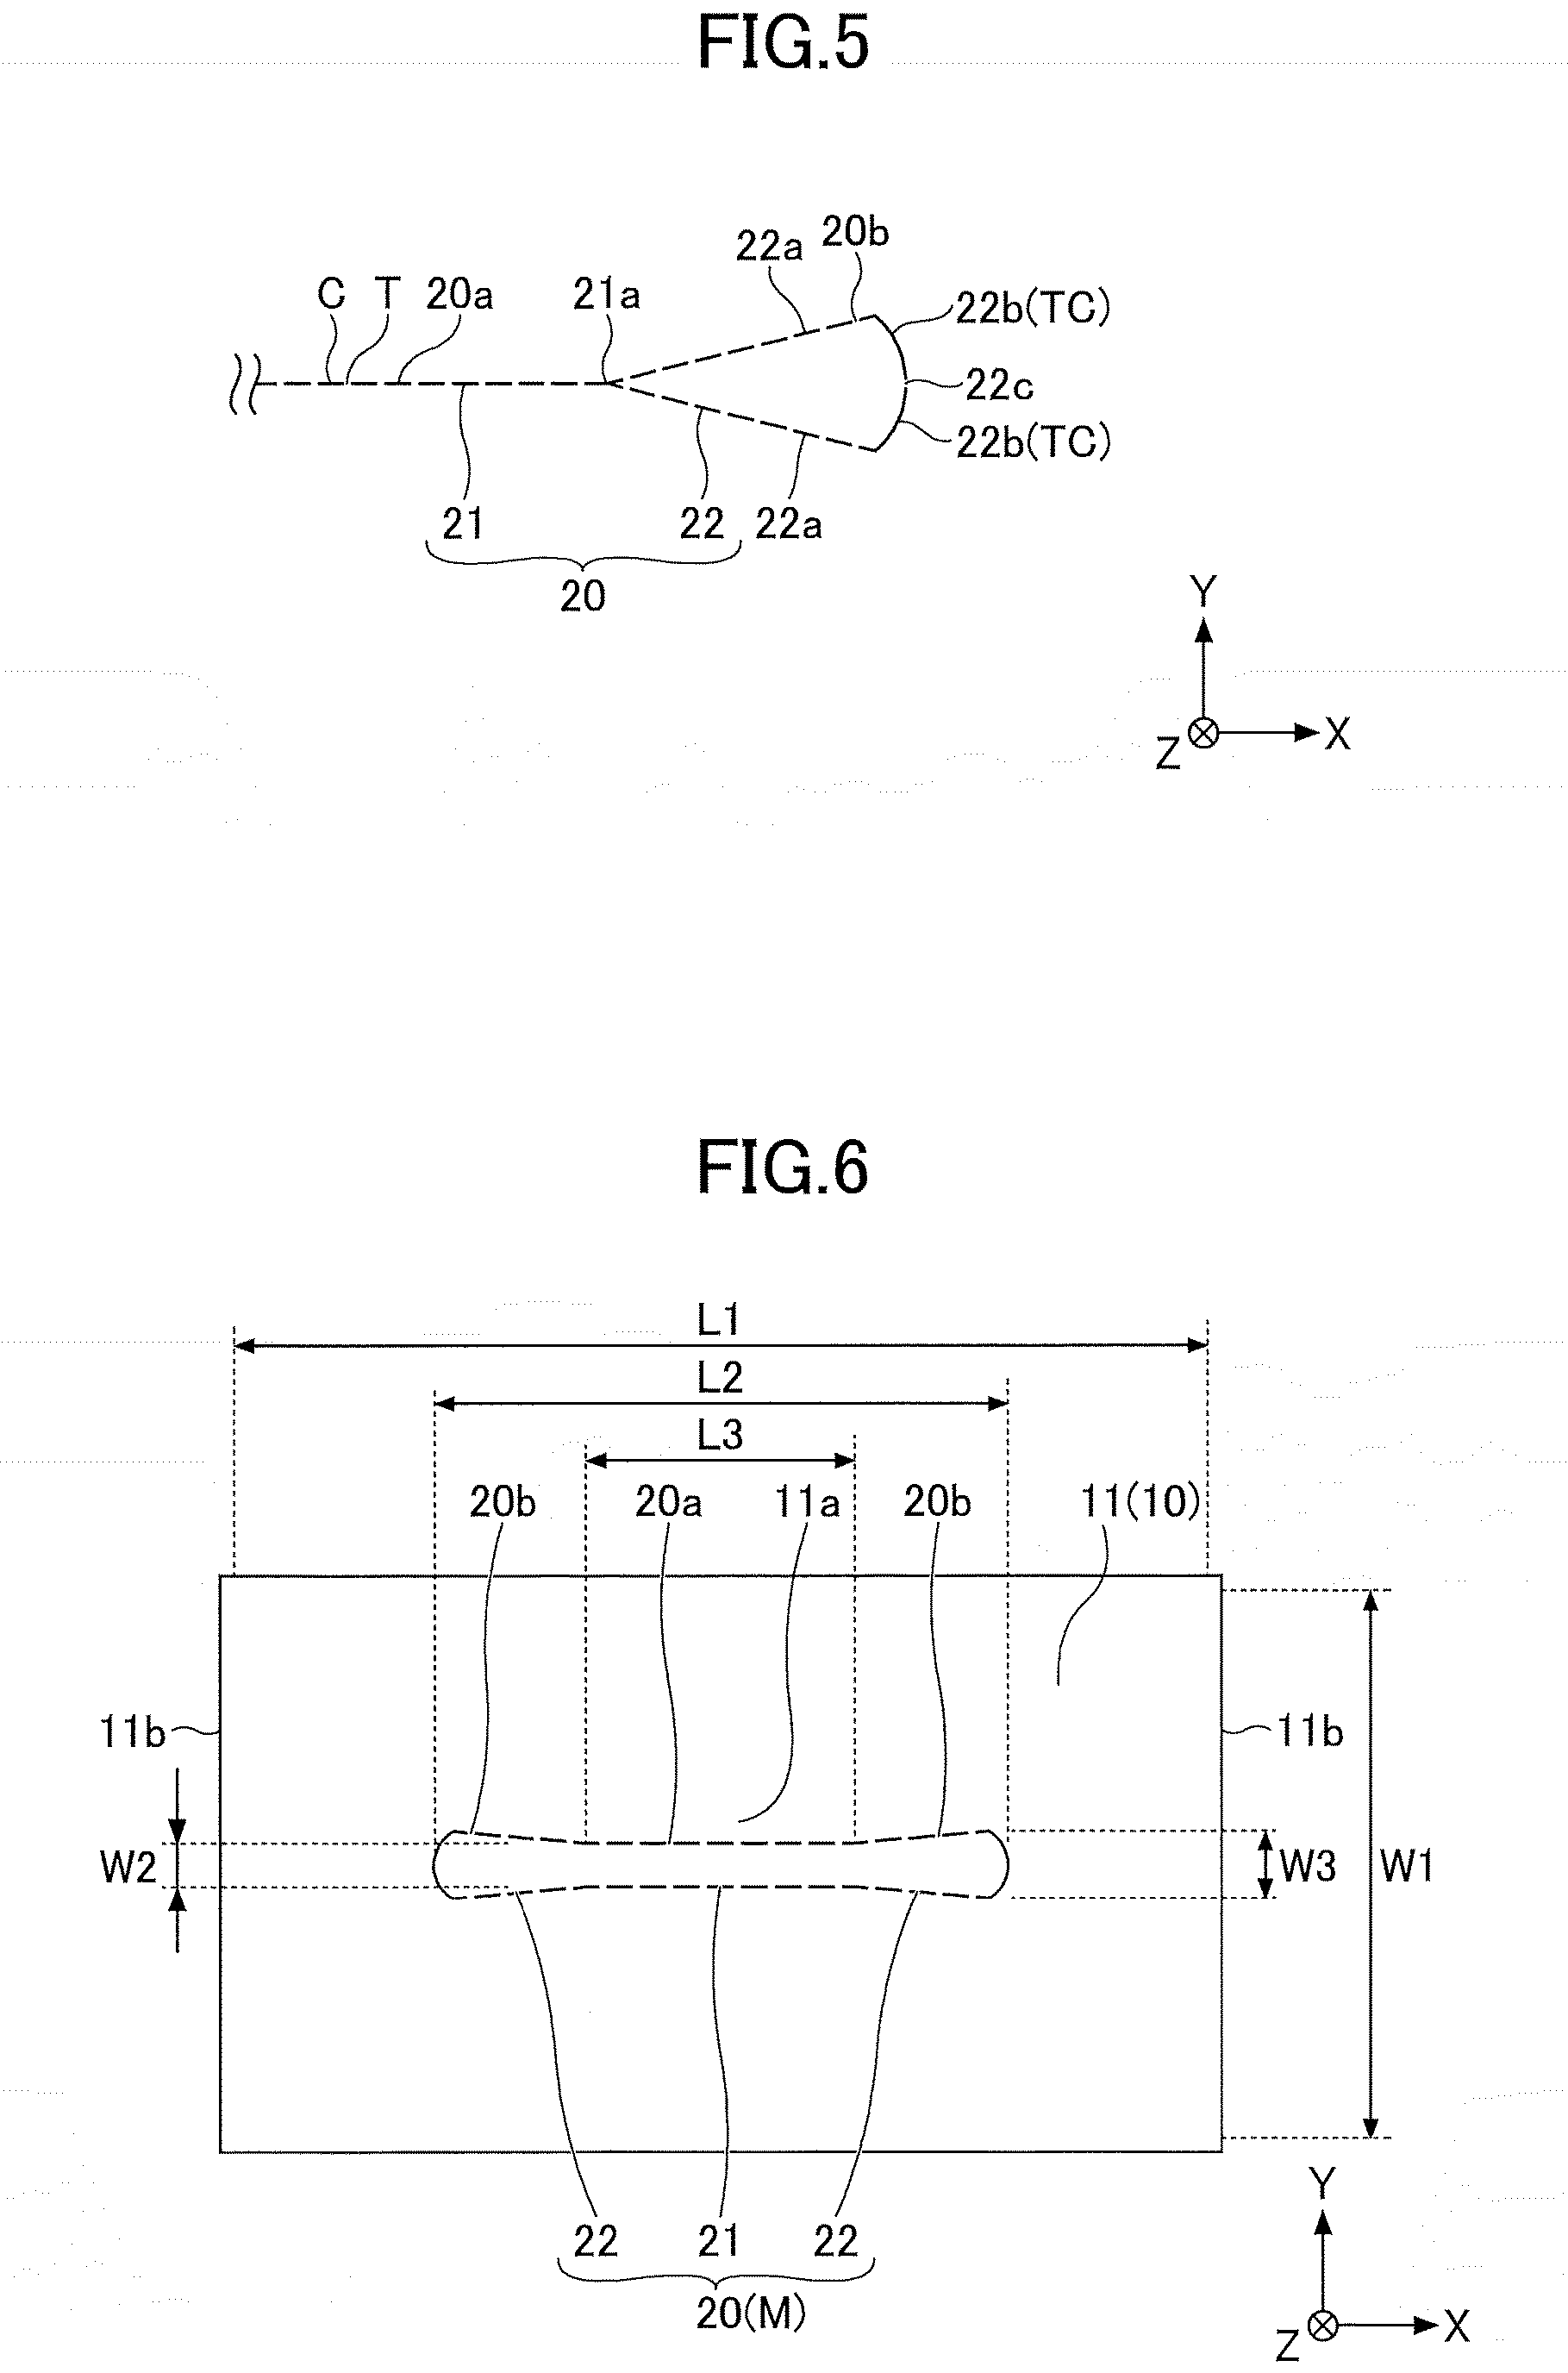 FIG.5
22a 20b
C T 20a 21a 22b(TC)
22c
22b(TC)
21 22 22a
20
Y
Z X
FIG.6
L1
L2
L3
20b 20a 11a 20b 11(10)
11b 11b
W2 W3 W1
22 21 22
20(M)
Y
Z X